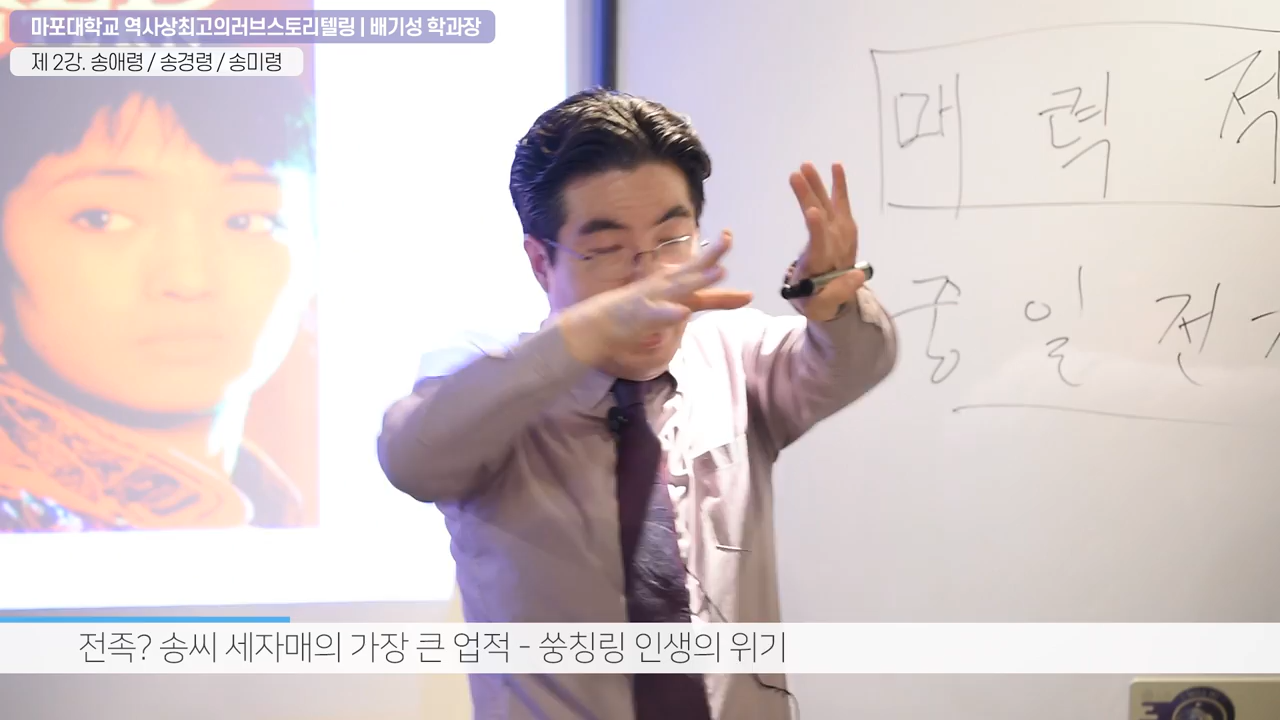 마포대학교 역사상최고의러브스토리텔링 | 배기성 학과장
제 2강. 송애령 / 송경령 / 송미령
매 력 적
중 일 전
전족? 송씨 세자매의 가장 큰 업적 - 쑹칭링 인생의 위기